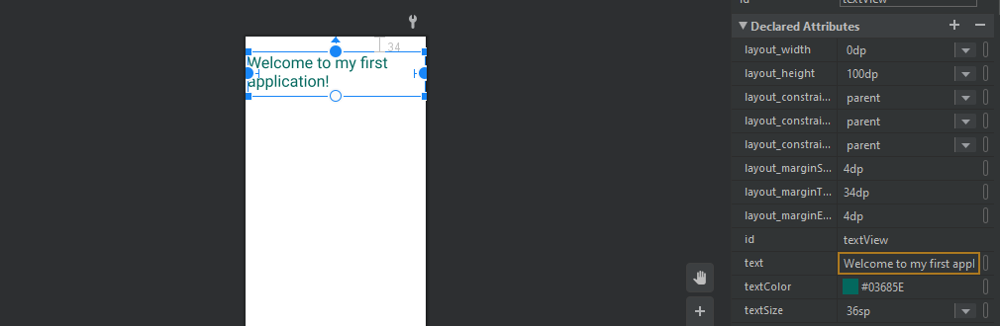 id
textView
Declared Attributes
34
layout_width
0dp
layout_height
100dp
Welcome to my first
application!
layout_constrai...
parent
layout_constrai...
parent
layout_constrai...
parent
layout_marginS...
4dp
layout_marginT...
34dp
layout_marginE...
4dp
id
textView
text
Welcome to my first appl
textColor
#03685E
textSize
36sp